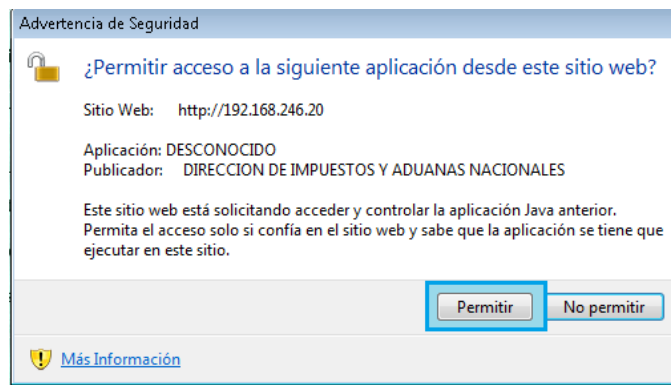 Advertencia de Seguridad
¿Permitir acceso a la siguiente aplicación desde este sitio web?
Sitio Web: http://192.168.246.20
Aplicación: DESCONOCIDO
Publicador: DIRECCION DE IMPUESTOS Y ADUANAS NACIONALES
Este sitio web está solicitando acceder y controlar la aplicación Java anterior.
Permita el acceso solo si confía en el sitio web y sabe que la aplicación se tiene que
ejecutar en este sitio.
Permitir No permitir
Más Información